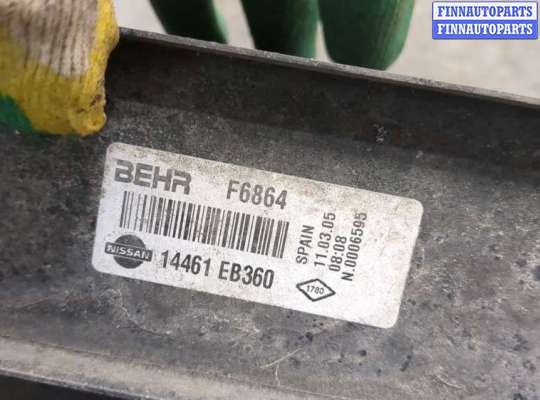 FINNAUTOPARTS
FINNAUTOPARTS
BEHR F6864
NISSAN 14461 EB360
SPAIN
11.03.05
08:08
N.0006595
1780